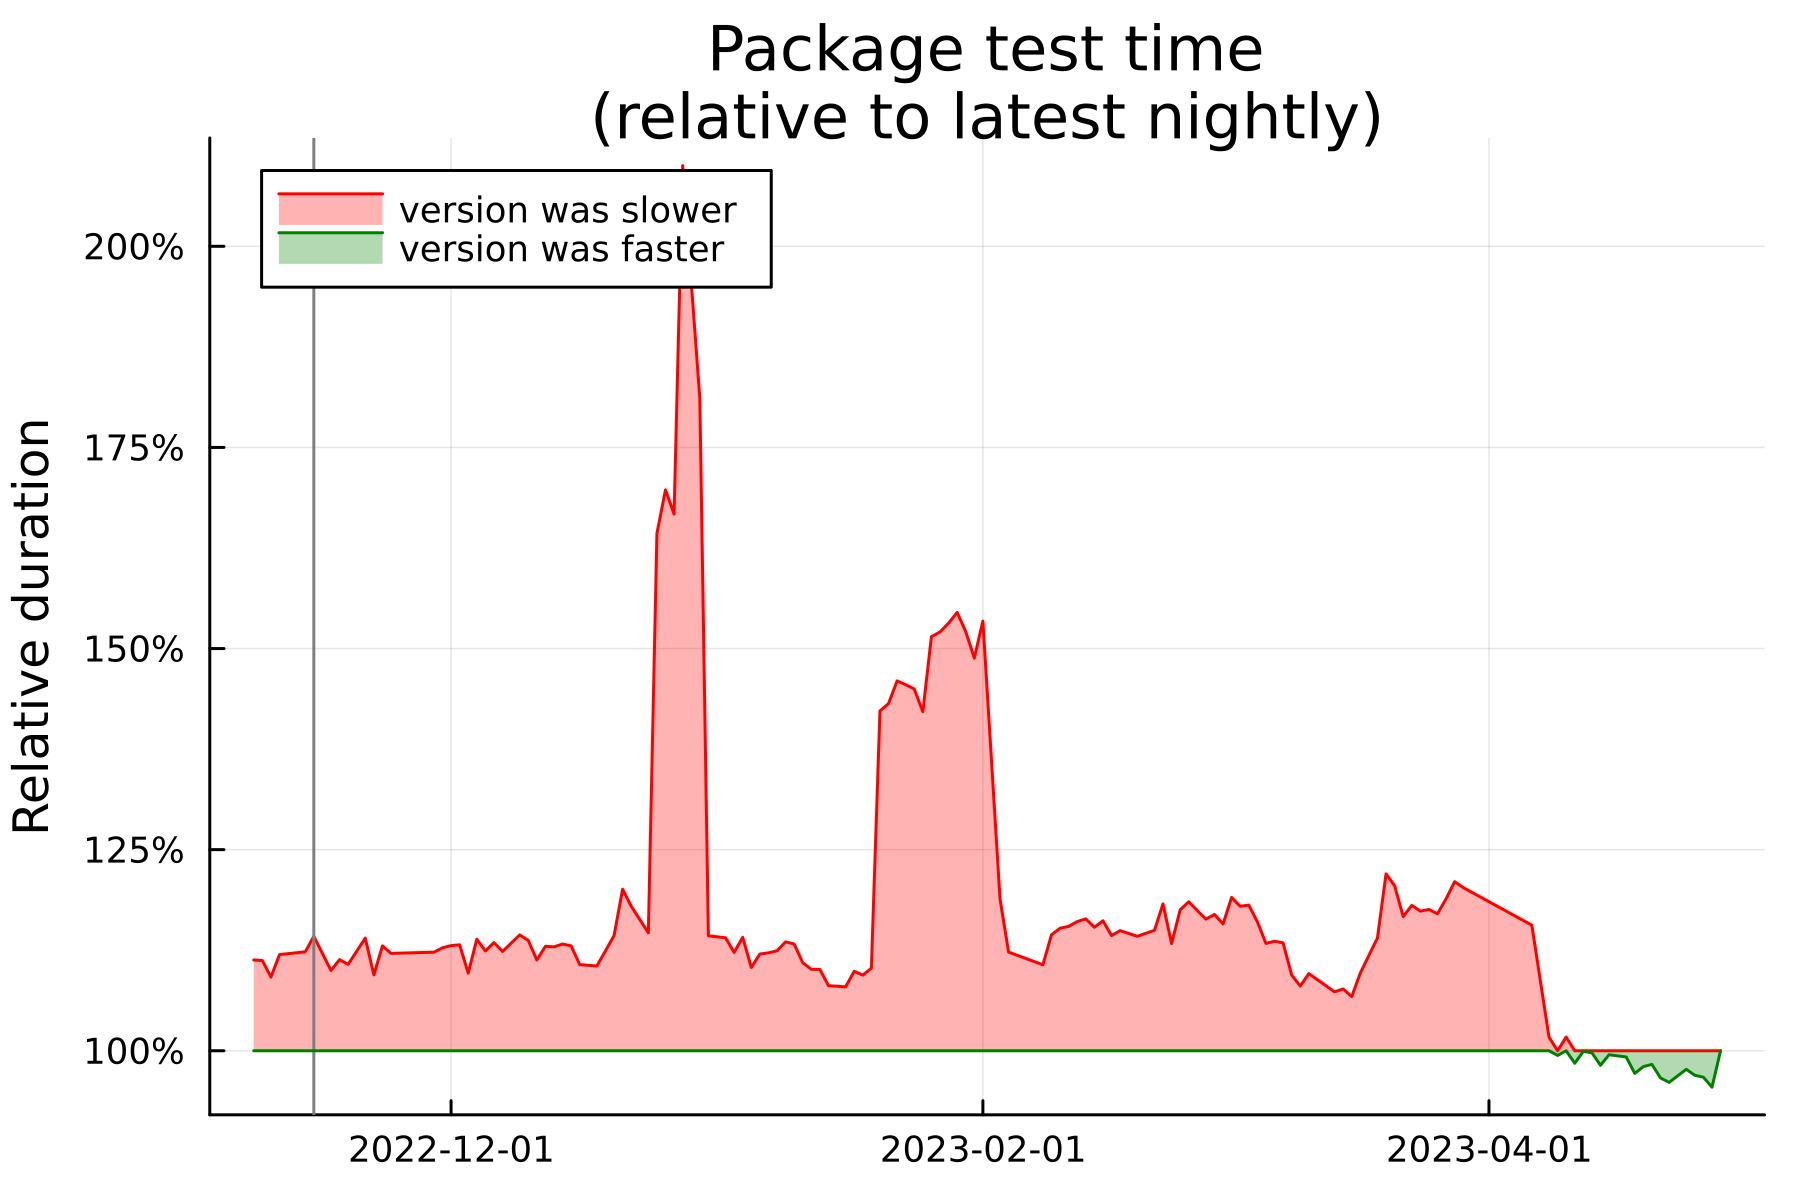 Package test time
(relative to latest nightly)
version was slower
version was faster
Relative duration
200%
175%
150%
125%
100%
2022-12-01
2023-02-01
2023-04-01